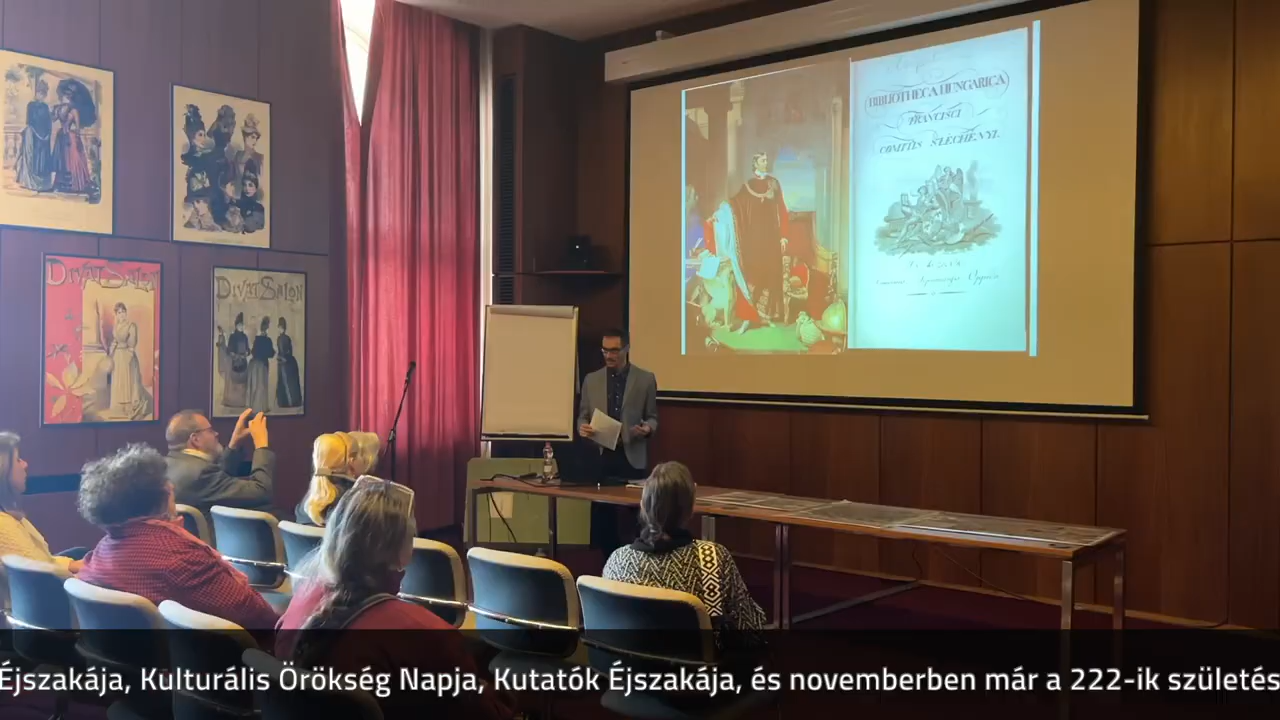 DIVAT SALON
DIVAT SALON
BIBLIOTHECA HUNGARICA
FRANCISCI
COMITIS SZÉCHÉNYI.
Éjszakája, Kulturális Örökség Napja, Kutatók Éjszakája, és novemberben már a 222-ik születés